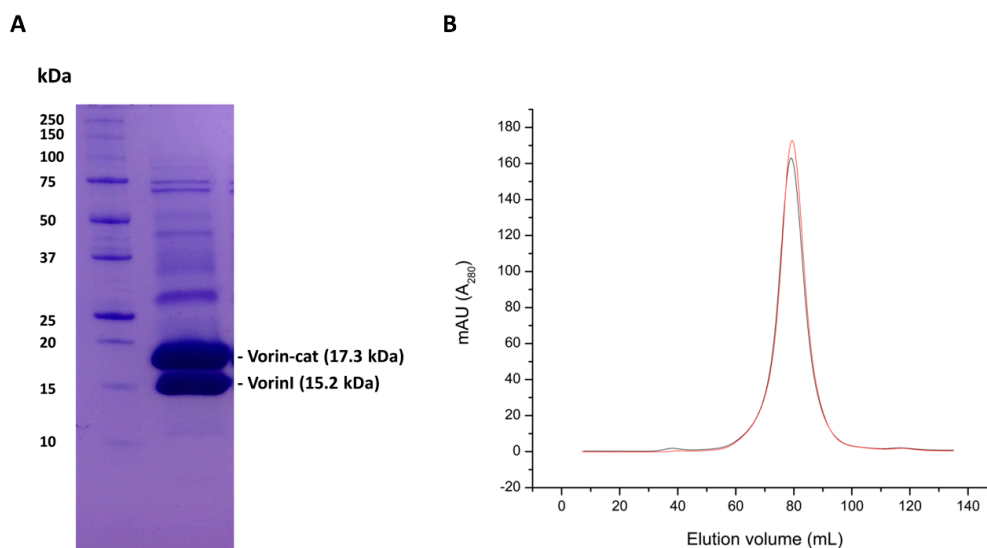 A
kDa
250
150
100
75
50
37
25
20
15
10
- Vorin-cat (17.3 kDa)
- VorinI (15.2 kDa)
B
mAU (A280)
180
160
140
120
100
80
60
40
20
0
-20
0 20 40 60 80 100 120 140
Elution volume (mL)